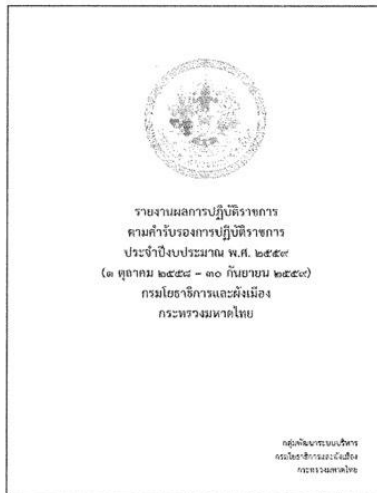 รายงานผลการปฏิบัติราชการ
ตามคำรับรองการปฏิบัติราชการ
ประจำปีงบประมาณ พ.ศ. ๒๕๕๙
(๑ ตุลาคม ๒๕๕๘ - ๓๐ กันยายน ๒๕๕๙)
กรมโยธาธิการและผังเมือง
กระทรวงมหาดไทย
กลุ่มพัฒนาระบบบริหาร
กรมโยธาธิการและผังเมือง
กระทรวงมหาดไทย